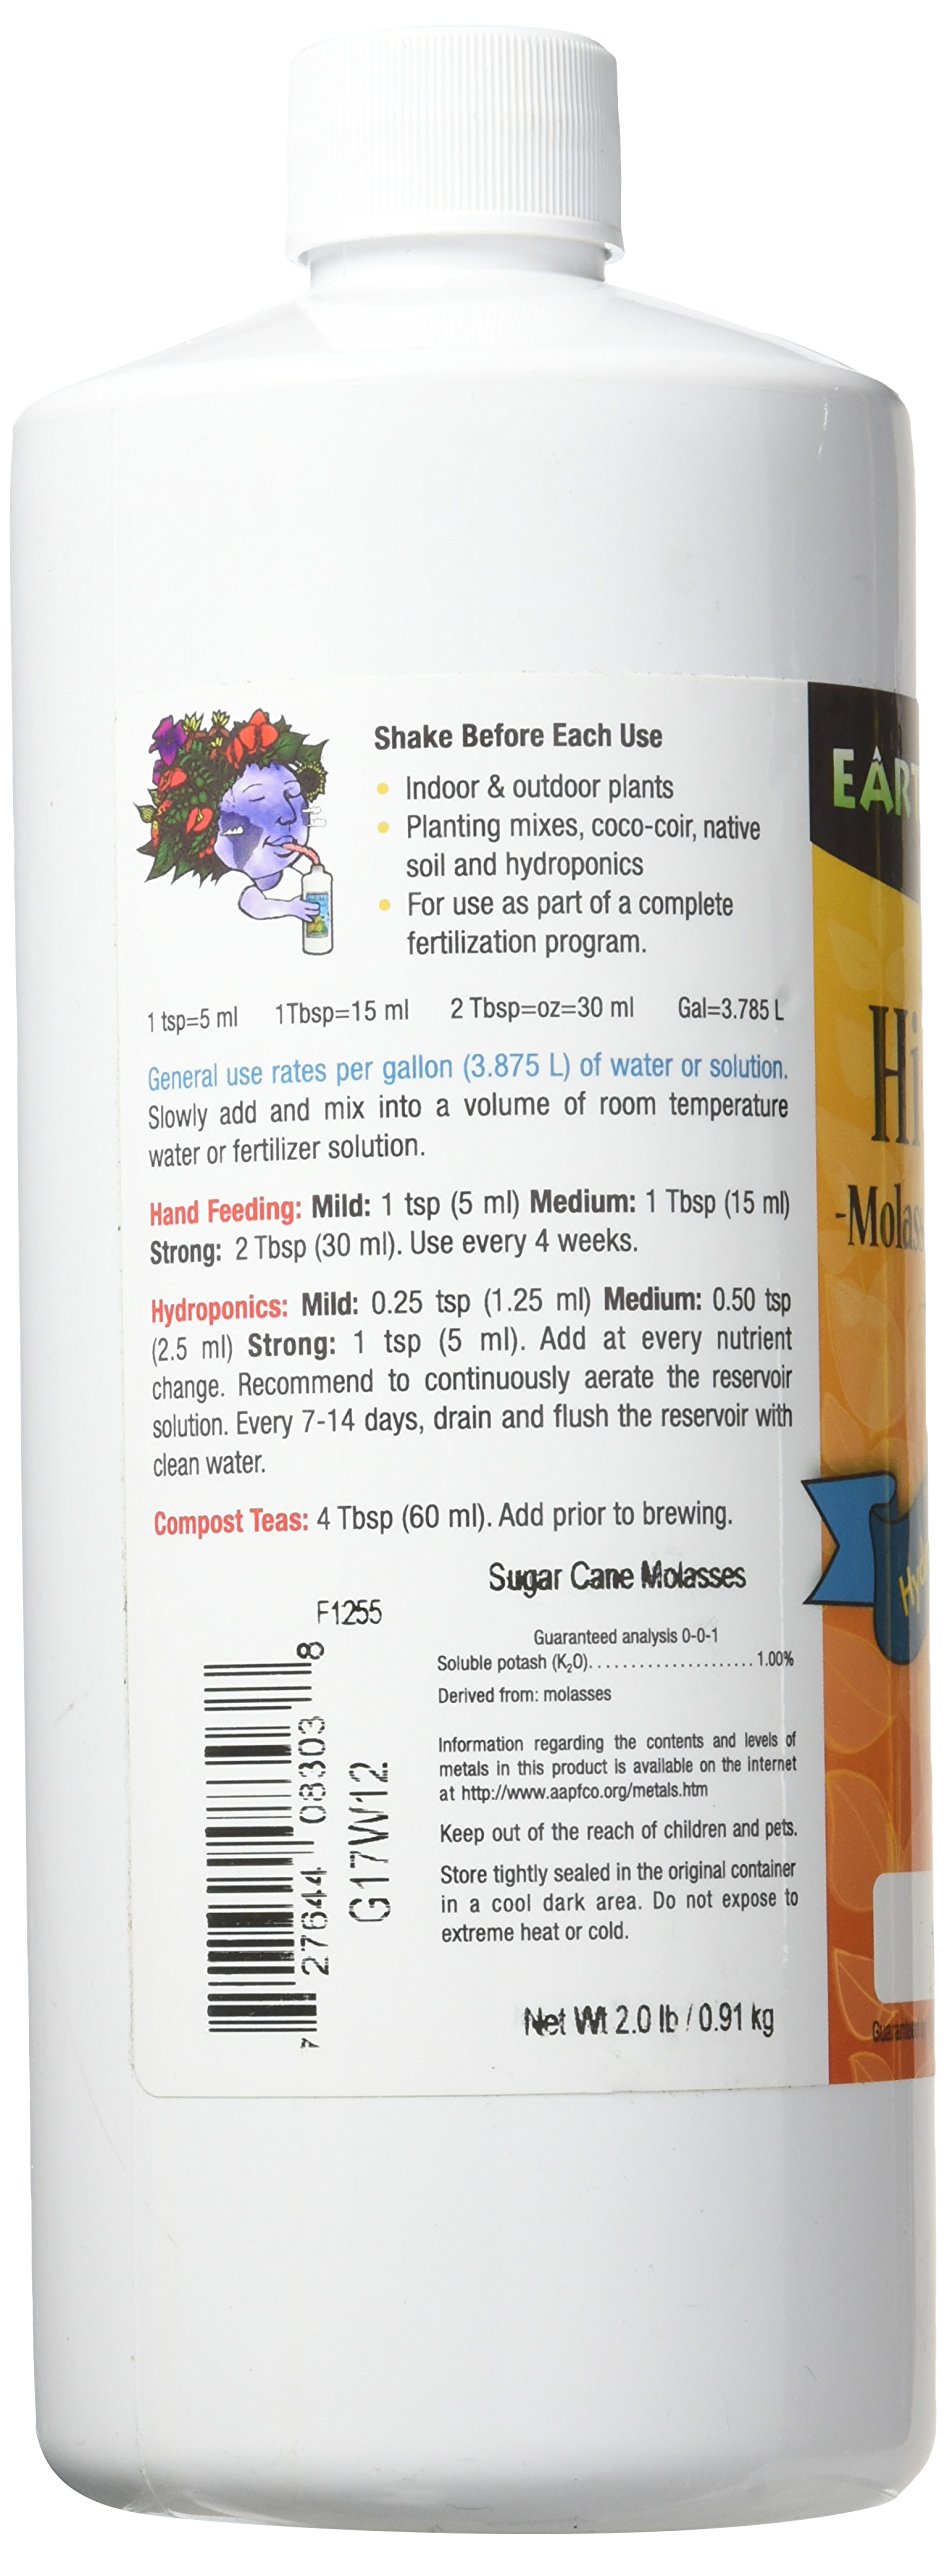 Shake Before Each Use
• Indoor & outdoor plants
• Planting mixes, coco-coir, native
soil and hydroponics
• For use as part of a complete
fertilization program.
1 tsp=5 ml 1Tbsp=15 ml 2 Tbsp=oz=30 ml Gal=3.785 L
General use rates per gallon (3.875 L) of water or solution.
Slowly add and mix into a volume of room temperature
water or fertilizer solution.
Hand Feeding: Mild: 1 tsp (5 ml) Medium: 1 Tbsp (15 ml)
Strong: 2 Tbsp (30 ml). Use every 4 weeks.
Hydroponics: Mild: 0.25 tsp (1.25 ml) Medium: 0.50 tsp
(2.5 ml) Strong: 1 tsp (5 ml). Add at every nutrient
change. Recommend to continuously aerate the reservoir
solution. Every 7-14 days, drain and flush the reservoir with
clean water.
Compost Teas: 4 Tbsp (60 ml). Add prior to brewing.
Sugar Cane Molasses
F1255
Guaranteed analysis 0-0-1
Soluble potash (K₂O)..................... 1.00%
Derived from: molasses
Information regarding the contents and levels of
metals in this product is available on the internet
at http://www.aapfco.org/metals.htm
Keep out of the reach of children and pets.
Store tightly sealed in the original container
in a cool dark area. Do not expose to
extreme heat or cold.
Net Wt 2.0 lb / 0.91 kg
4 27644 08303 8
G17W12
EART
Hi
-Molas